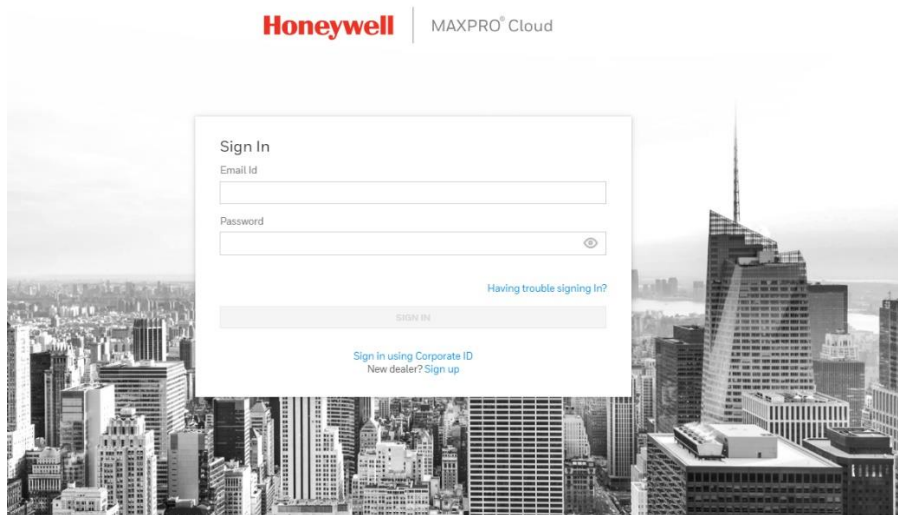 Honeywell MAXPRO® Cloud
Sign In
Email Id
Password
Having trouble signing In?
SIGN IN
Sign in using Corporate ID
New dealer? Sign up